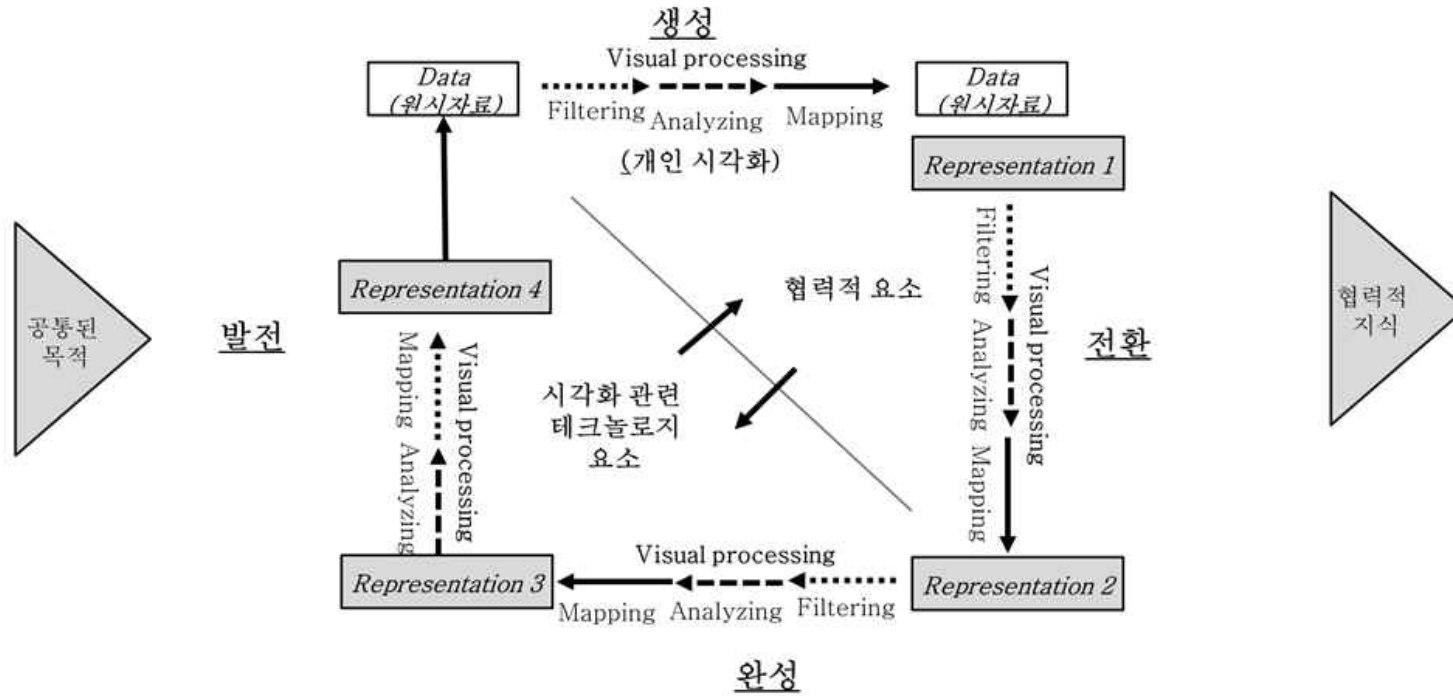 생성
Visual processing
Data
(원시자료)
Filtering
Analyzing
Mapping
(개인 시각화)
Data
(원시자료)
Representation 1
Filtering Analyzing Mapping
Visual processing
전환
협력적
지식
협력적 요소
시각화 관련
테크놀로지
요소
공통된
목적
발전
Representation 4
Mapping Analyzing
Visual processing
Representation 3
Visual processing
Mapping
Analyzing
Filtering
Representation 2
완성